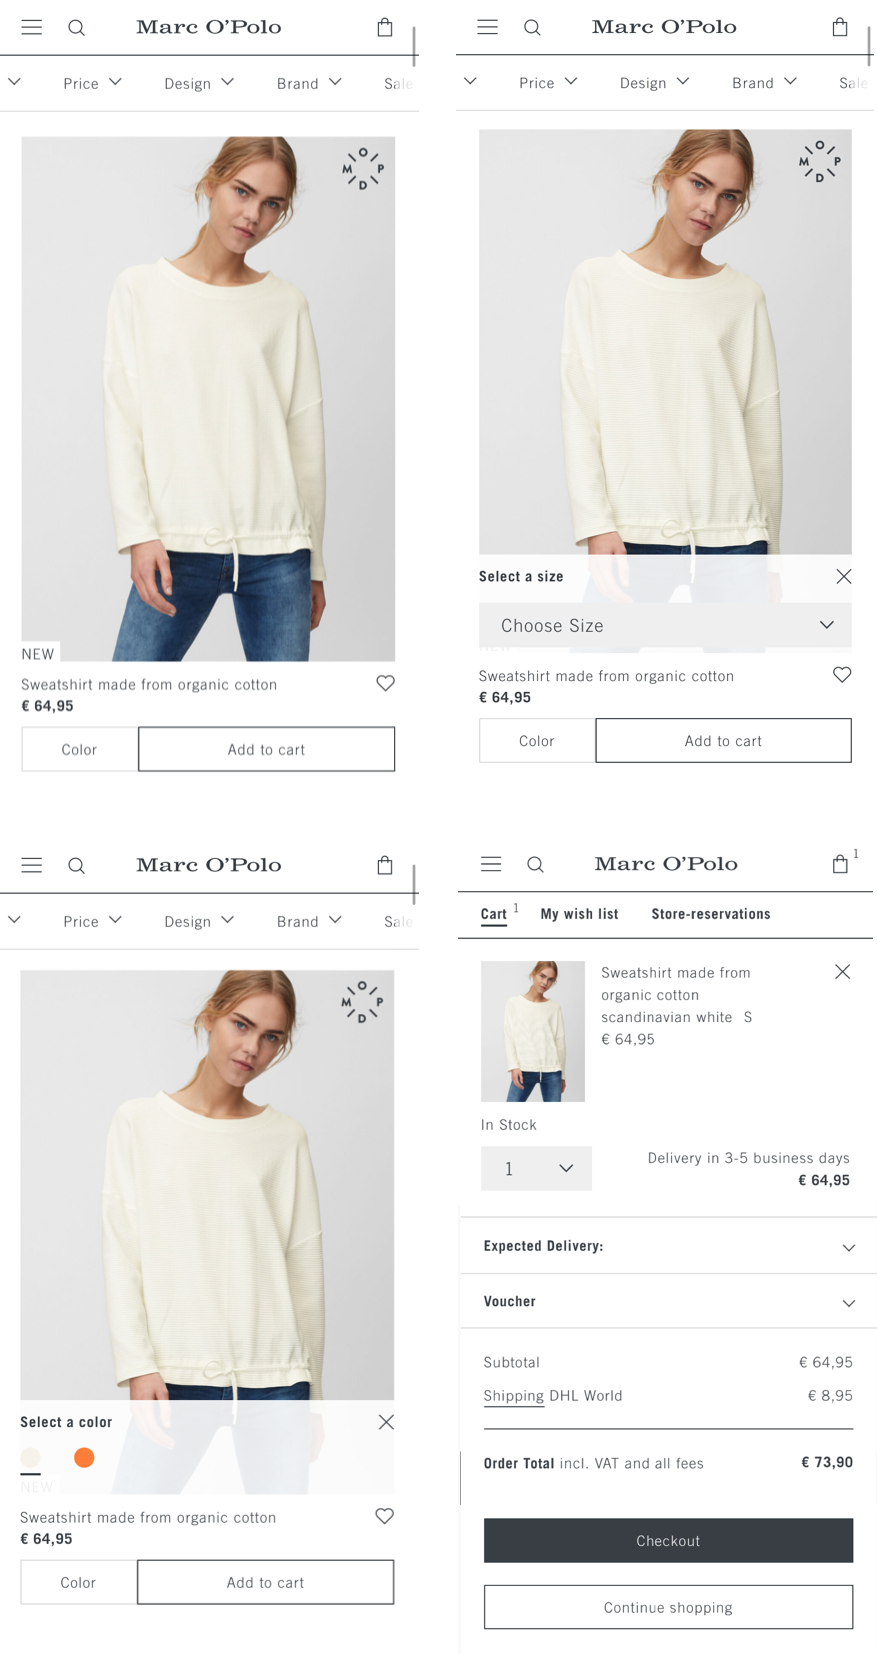 Marc O'Polo
Price
Design
Brand
Sale
M O P D
NEW
Sweatshirt made from organic cotton
€ 64,95
Color
Add to cart
Marc O'Polo
Price
Design
Brand
Sale
M O P D
Select a size
Choose Size
NEW
Sweatshirt made from organic cotton
€ 64,95
Color
Add to cart
Marc O'Polo
Price
Design
Brand
Sale
M O P D
Select a color
NEW
Sweatshirt made from organic cotton
€ 64,95
Color
Add to cart
Marc O'Polo
1
Cart 1
My wish list
Store-reservations
Sweatshirt made from
organic cotton
scandinavian white S
€ 64,95
In Stock
1
Delivery in 3-5 business days
€ 64,95
Expected Delivery:
Voucher
Subtotal € 64,95
Shipping DHL World € 8,95
Order Total incl. VAT and all fees € 73,90
Checkout
Continue shopping